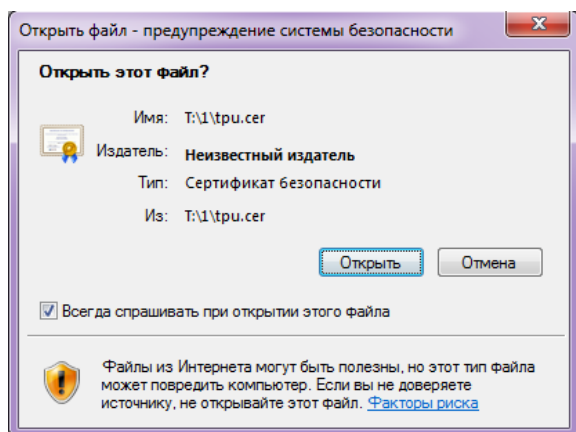 Открыть файл - предупреждение системы безопасности
Открыть этот файл?
Имя: T:\1\tpu.cer
Издатель: Неизвестный издатель
Тип: Сертификат безопасности
Из: T:\1\tpu.cer
Открыть Отмена
Всегда спрашивать при открытии этого файла
Файлы из Интернета могут быть полезны, но этот тип файла
может повредить компьютер. Если вы не доверяете
источнику, не открывайте этот файл. Факторы риска